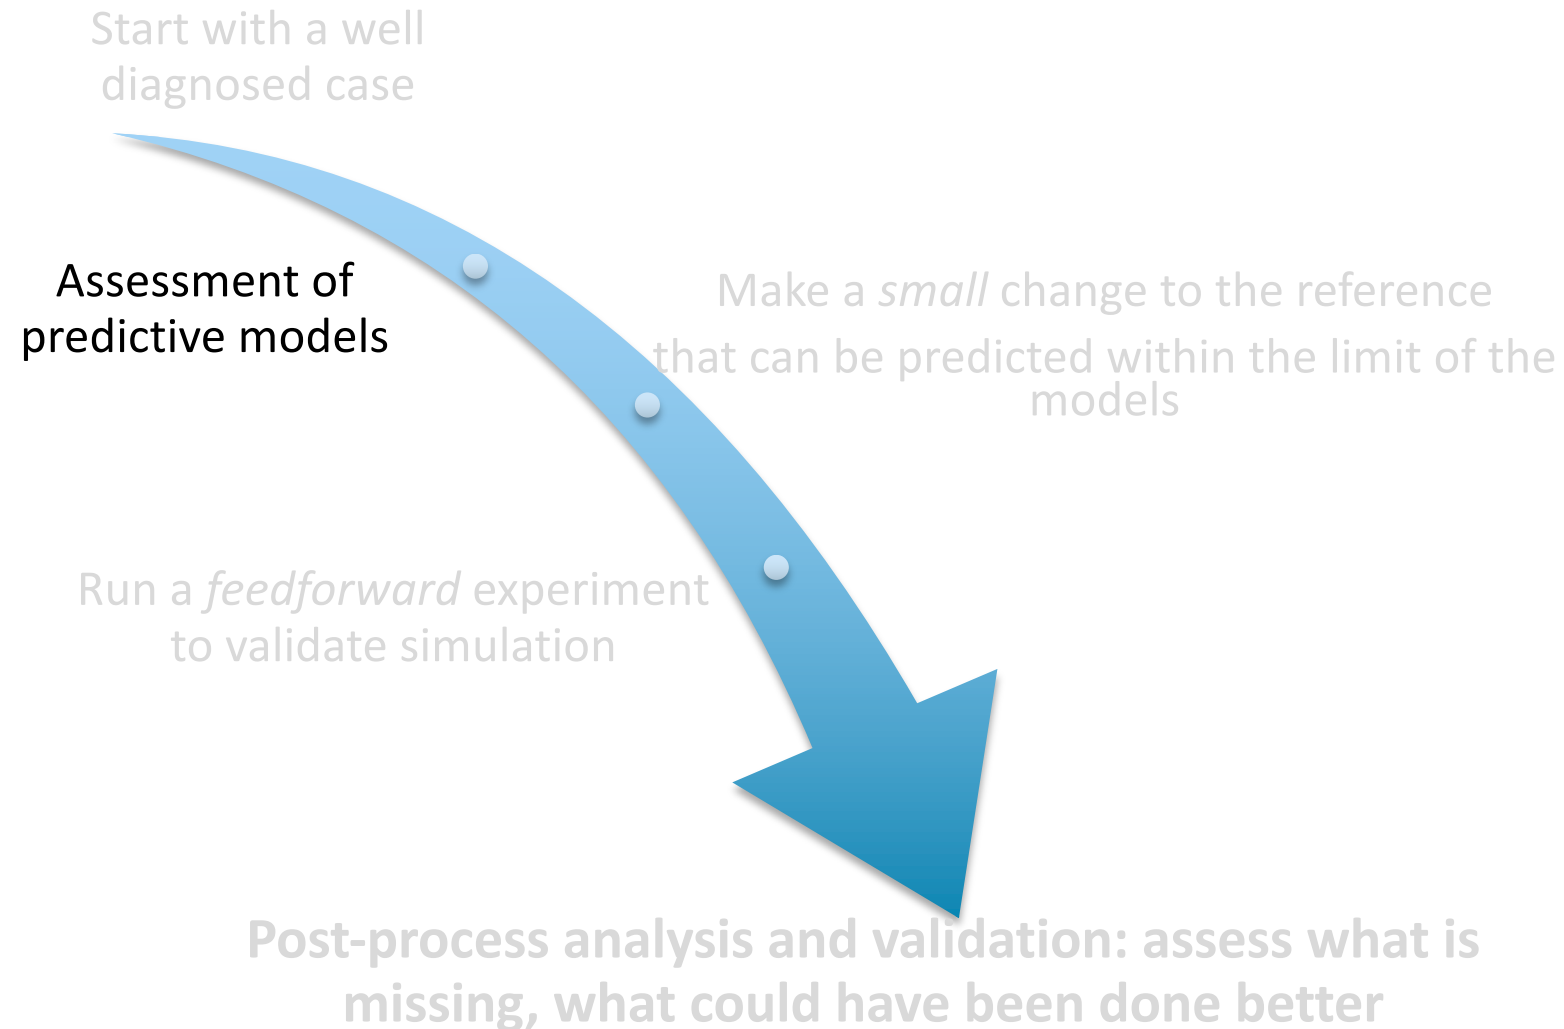 Start with a well
diagnosed case
Assessment of
predictive models
Make a small change to the reference
that can be predicted within the limit of the
models
Run a feedforward experiment
to validate simulation
Post-process analysis and validation: assess what is
missing, what could have been done better